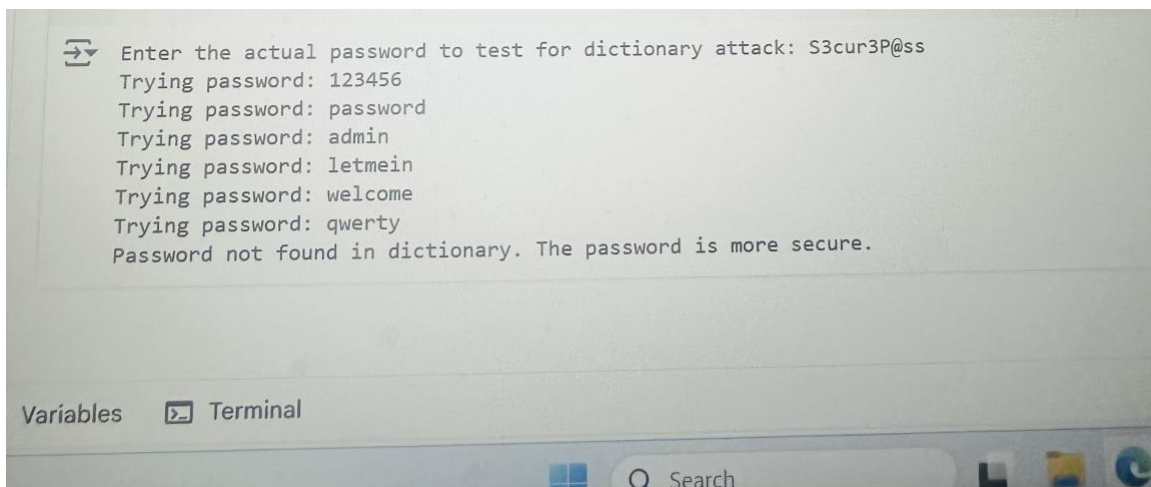 Enter the actual password to test for dictionary attack: S3cur3P@ss
Trying password: 123456
Trying password: password
Trying password: admin
Trying password: letmein
Trying password: welcome
Trying password: qwerty
Password not found in dictionary. The password is more secure.
Variables Terminal
Search